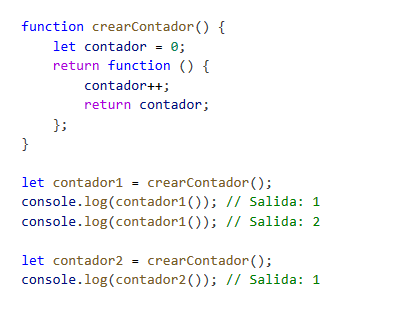 function crearContador() {
    let contador = 0;
    return function () {
        contador++;
        return contador;
    };
}

let contador1 = crearContador();
console.log(contador1()); // Salida: 1
console.log(contador1()); // Salida: 2

let contador2 = crearContador();
console.log(contador2()); // Salida: 1